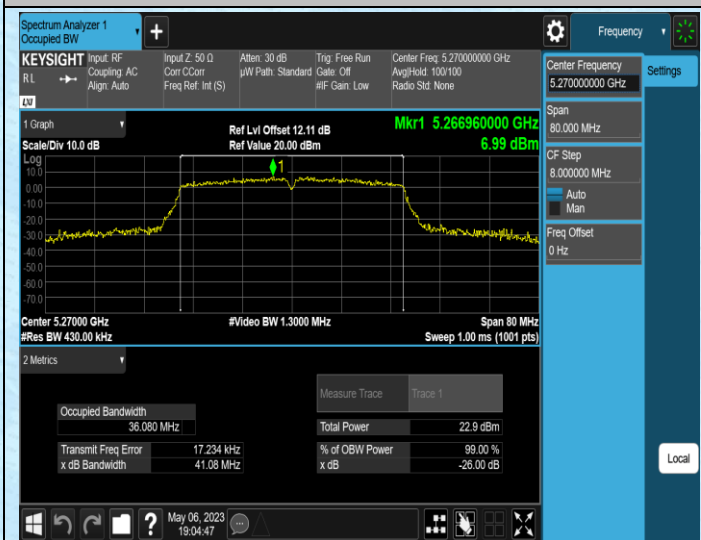 Spectrum Analyzer 1
Occupied BW
Frequency
KEYSIGHT
RL
LXI
Input: RF
Coupling: AC
Align: Auto
Input Z: 50 Ω
Corr CCorr
Freq Ref: Int (S)
Atten: 30 dB
µW Path: Standard
Trig: Free Run
Gate: Off
#IF Gain: Low
Center Freq: 5.270000000 GHz
Avg|Hold: 100/100
Radio Std: None
Center Frequency
5.270000000 GHz
Settings
Span
80.000 MHz
CF Step
8.000000 MHz
Auto
Man
Freq Offset
0 Hz
1 Graph
Scale/Div 10.0 dB
Ref Lvl Offset 12.11 dB
Ref Value 20.00 dBm
Mkr1 5.266960000 GHz
6.99 dBm
Log
10.0
0.00
-10.0
-20.0
-30.0
-40.0
-50.0
-60.0
-70.0
1
Center 5.27000 GHz
#Res BW 430.00 kHz
#Video BW 1.3000 MHz
Span 80 MHz
Sweep 1.00 ms (1001 pts)
2 Metrics
Measure Trace Trace 1
Occupied Bandwidth
36.080 MHz
Total Power 22.9 dBm
Transmit Freq Error 17.234 kHz
x dB Bandwidth 41.08 MHz
% of OBW Power 99.00 %
x dB -26.00 dB
Local
?
May 06, 2023
19:04:47